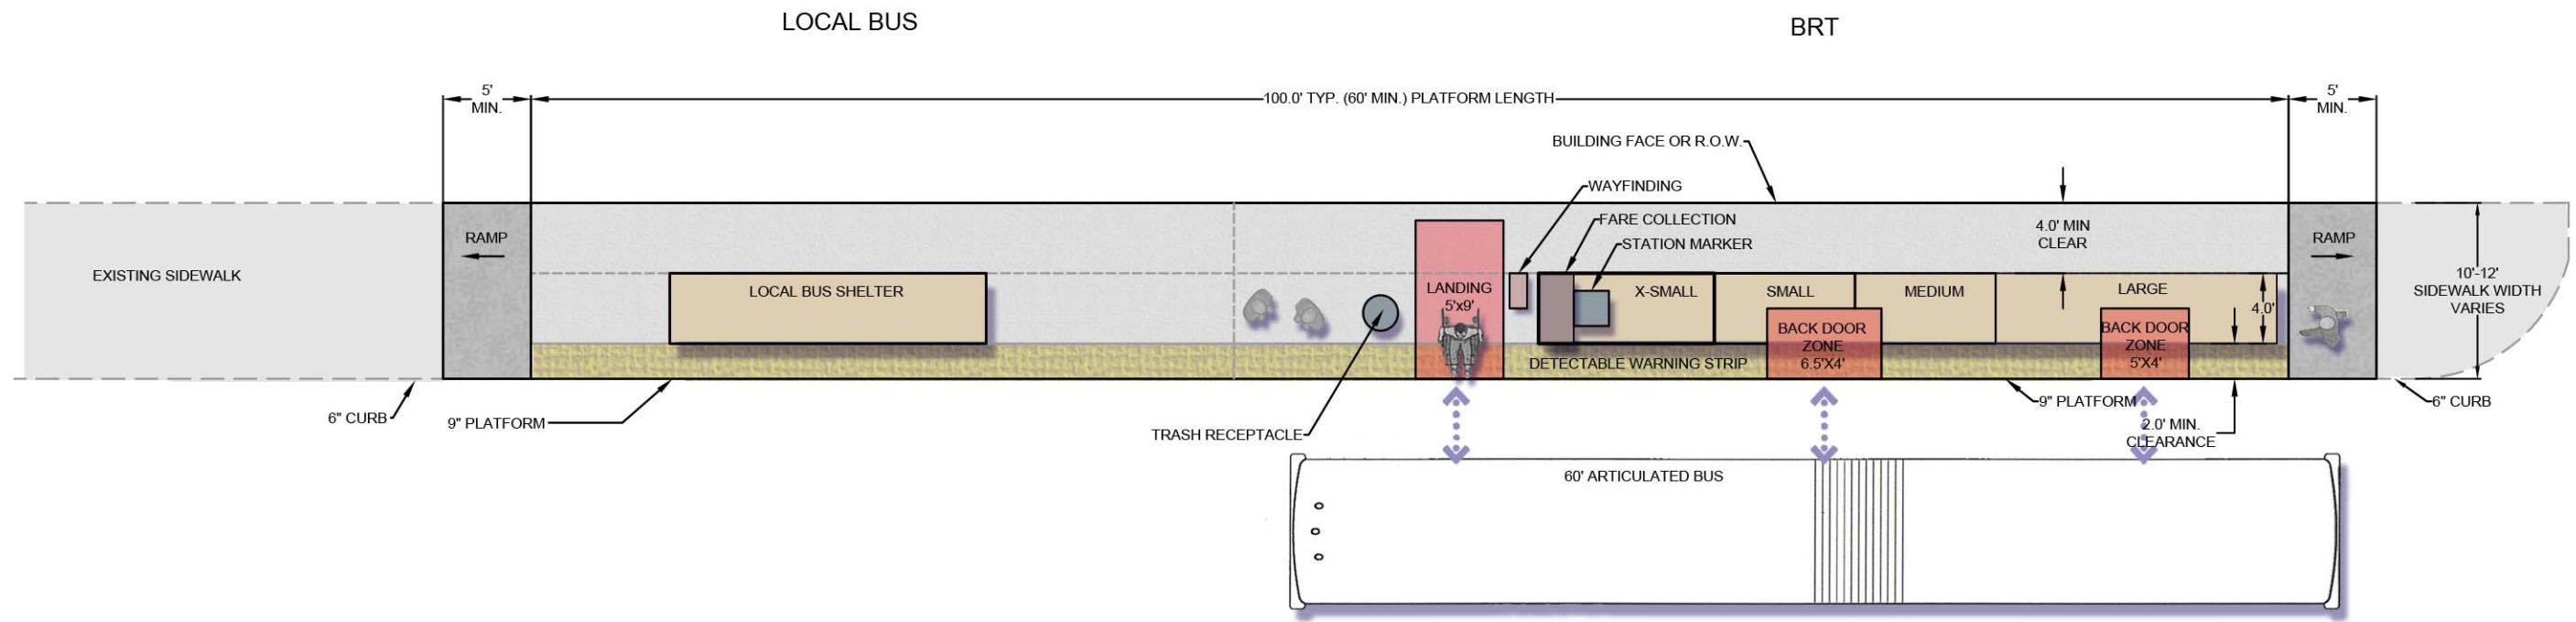 LOCAL BUS
BRT
5'
MIN.
100.0' TYP. (60' MIN.) PLATFORM LENGTH
5'
MIN.
BUILDING FACE OR R.O.W.
WAYFINDING
FARE COLLECTION
STATION MARKER
4.0' MIN
CLEAR
RAMP
RAMP
EXISTING SIDEWALK
LOCAL BUS SHELTER
LANDING
5'x9'
X-SMALL
SMALL
MEDIUM
LARGE
4.0'
10'-12'
SIDEWALK WIDTH
VARIES
BACK DOOR
ZONE
6.5'X4'
BACK DOOR
ZONE
5'X4'
DETECTABLE WARNING STRIP
6" CURB
9" PLATFORM
TRASH RECEPTACLE
9" PLATFORM
2.0' MIN.
CLEARANCE
6" CURB
60' ARTICULATED BUS